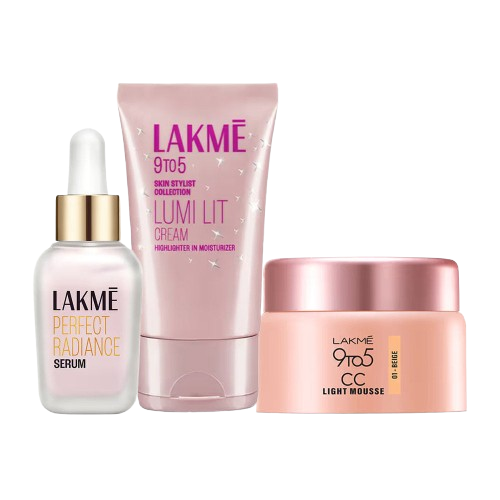 LAKMĒ
PERFECT
RADIANCE
SERUM
LAKMĒ
9TO5
SKIN STYLIST
COLLECTION
LUMI LIT
CREAM
HIGHLIGHTER IN MOISTURIZER
LAKMĒ
9TO5
CC
LIGHT MOUSSE
01 - BEIGE